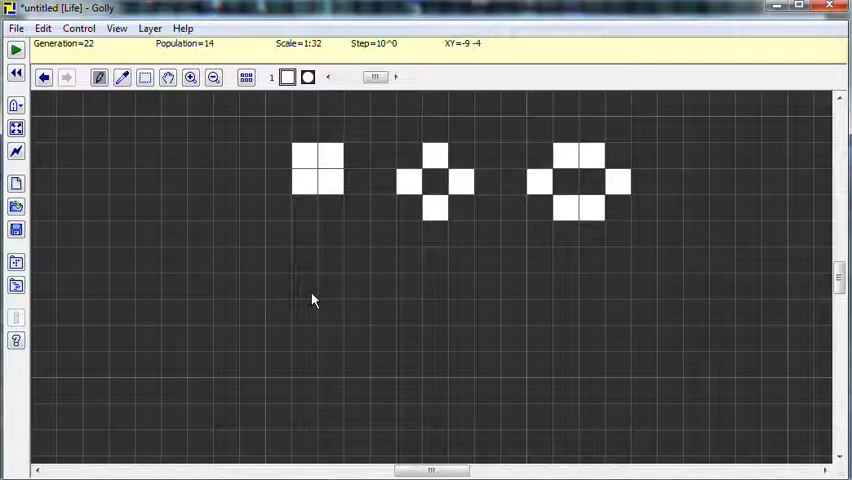 *untitled [Life] - Golly
File Edit Control View Layer Help
Generation=22 Population=14 Scale=1:32 Step=10^0 XY=-9 -4
1